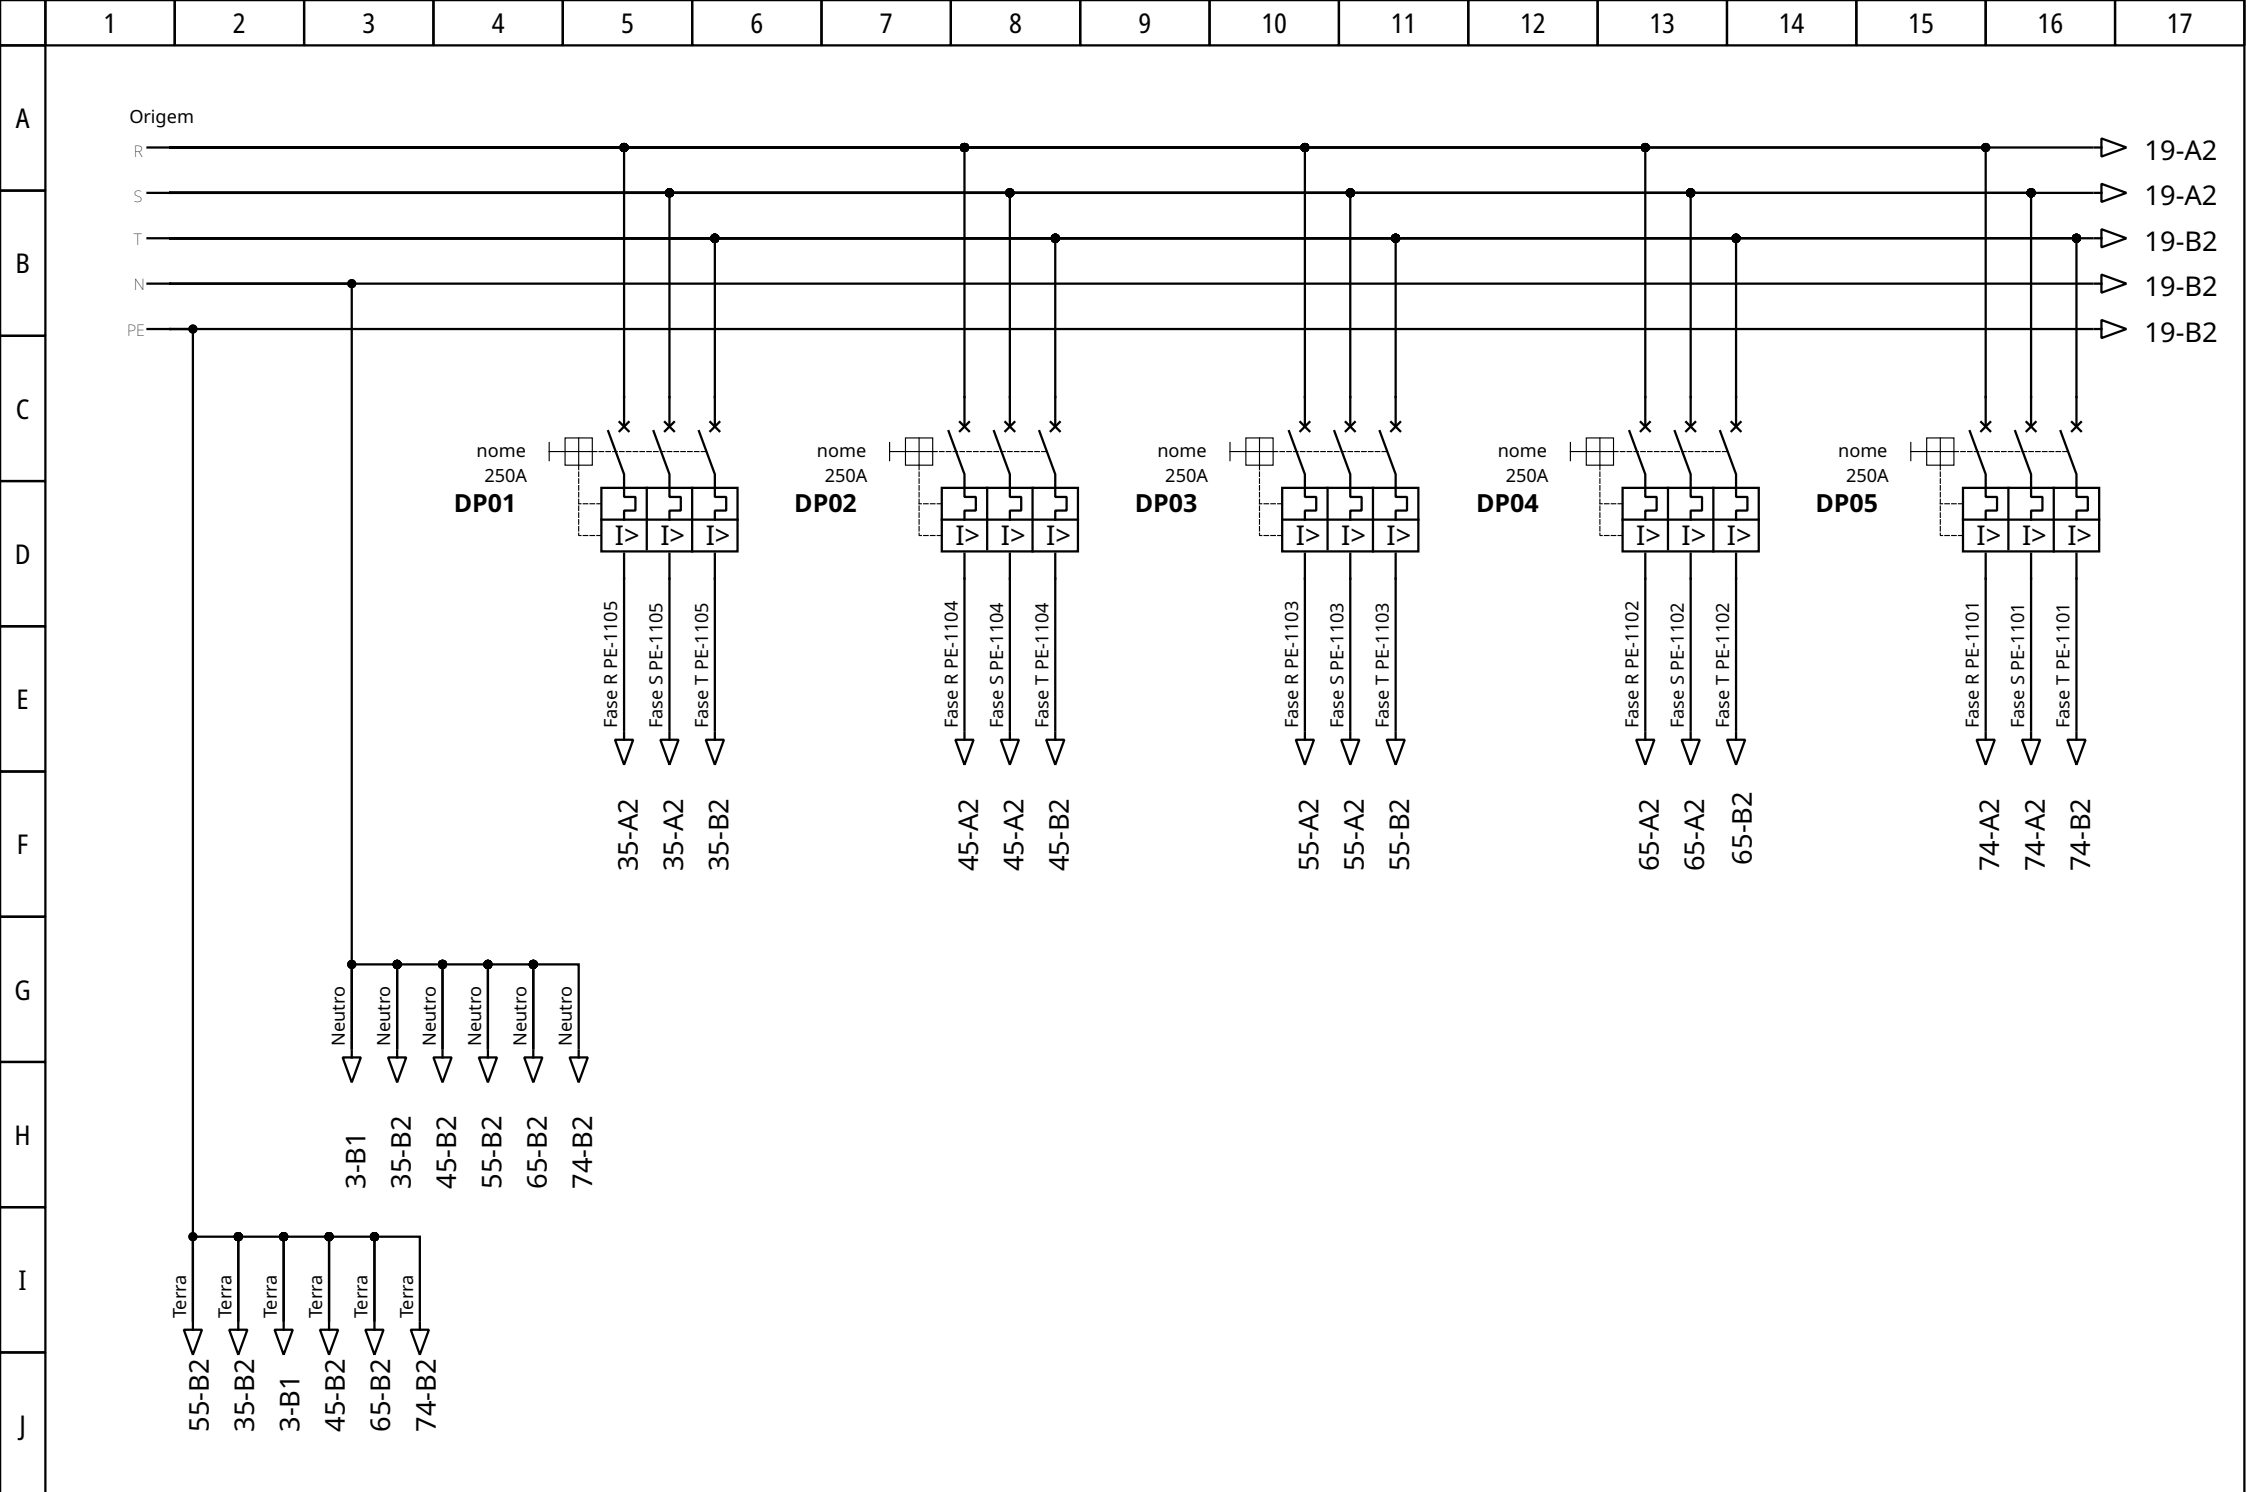 1 2 3 4 5 6 7 8 9 10 11 12 13 14 15 16 17
A
Origem
R 19-A2
S 19-A2
B
T 19-B2
N 19-B2
PE 19-B2
C
nome nome nome nome nome
250A 250A 250A 250A 250A
DP01 DP02 DP03 DP04 DP05
I> I> I> I> I> I> I> I> I> I> I> I> I> I> I>
D
Fase R PE-1105
Fase S PE-1105
Fase T PE-1105
Fase R PE-1104
Fase S PE-1104
Fase T PE-1104
Fase R PE-1103
Fase S PE-1103
Fase T PE-1103
Fase R PE-1102
Fase S PE-1102
Fase T PE-1102
Fase R PE-1101
Fase S PE-1101
Fase T PE-1101
E
35-A2
35-A2
35-B2
45-A2
45-A2
45-B2
55-A2
55-A2
55-B2
65-A2
65-A2
65-B2
74-A2
74-A2
74-B2
F
G
Neutro
Neutro
Neutro
Neutro
Neutro
Neutro
H
3-B1
35-B2
45-B2
55-B2
65-B2
74-B2
I
Terra
Terra
Terra
Terra
Terra
Terra
J
55-B2
35-B2
3-B1
45-B2
65-B2
74-B2